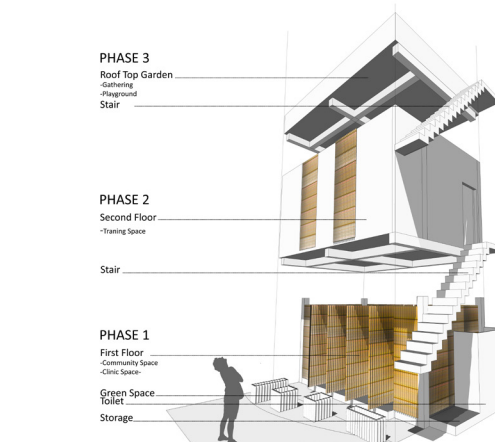 PHASE 3
Roof Top Garden
-Gathering
-Playground
Stair
PHASE 2
Second Floor
-Traning Space
Stair
PHASE 1
First Floor
-Community Space
-Clinic Space-
Green Space
Toilet
Storage